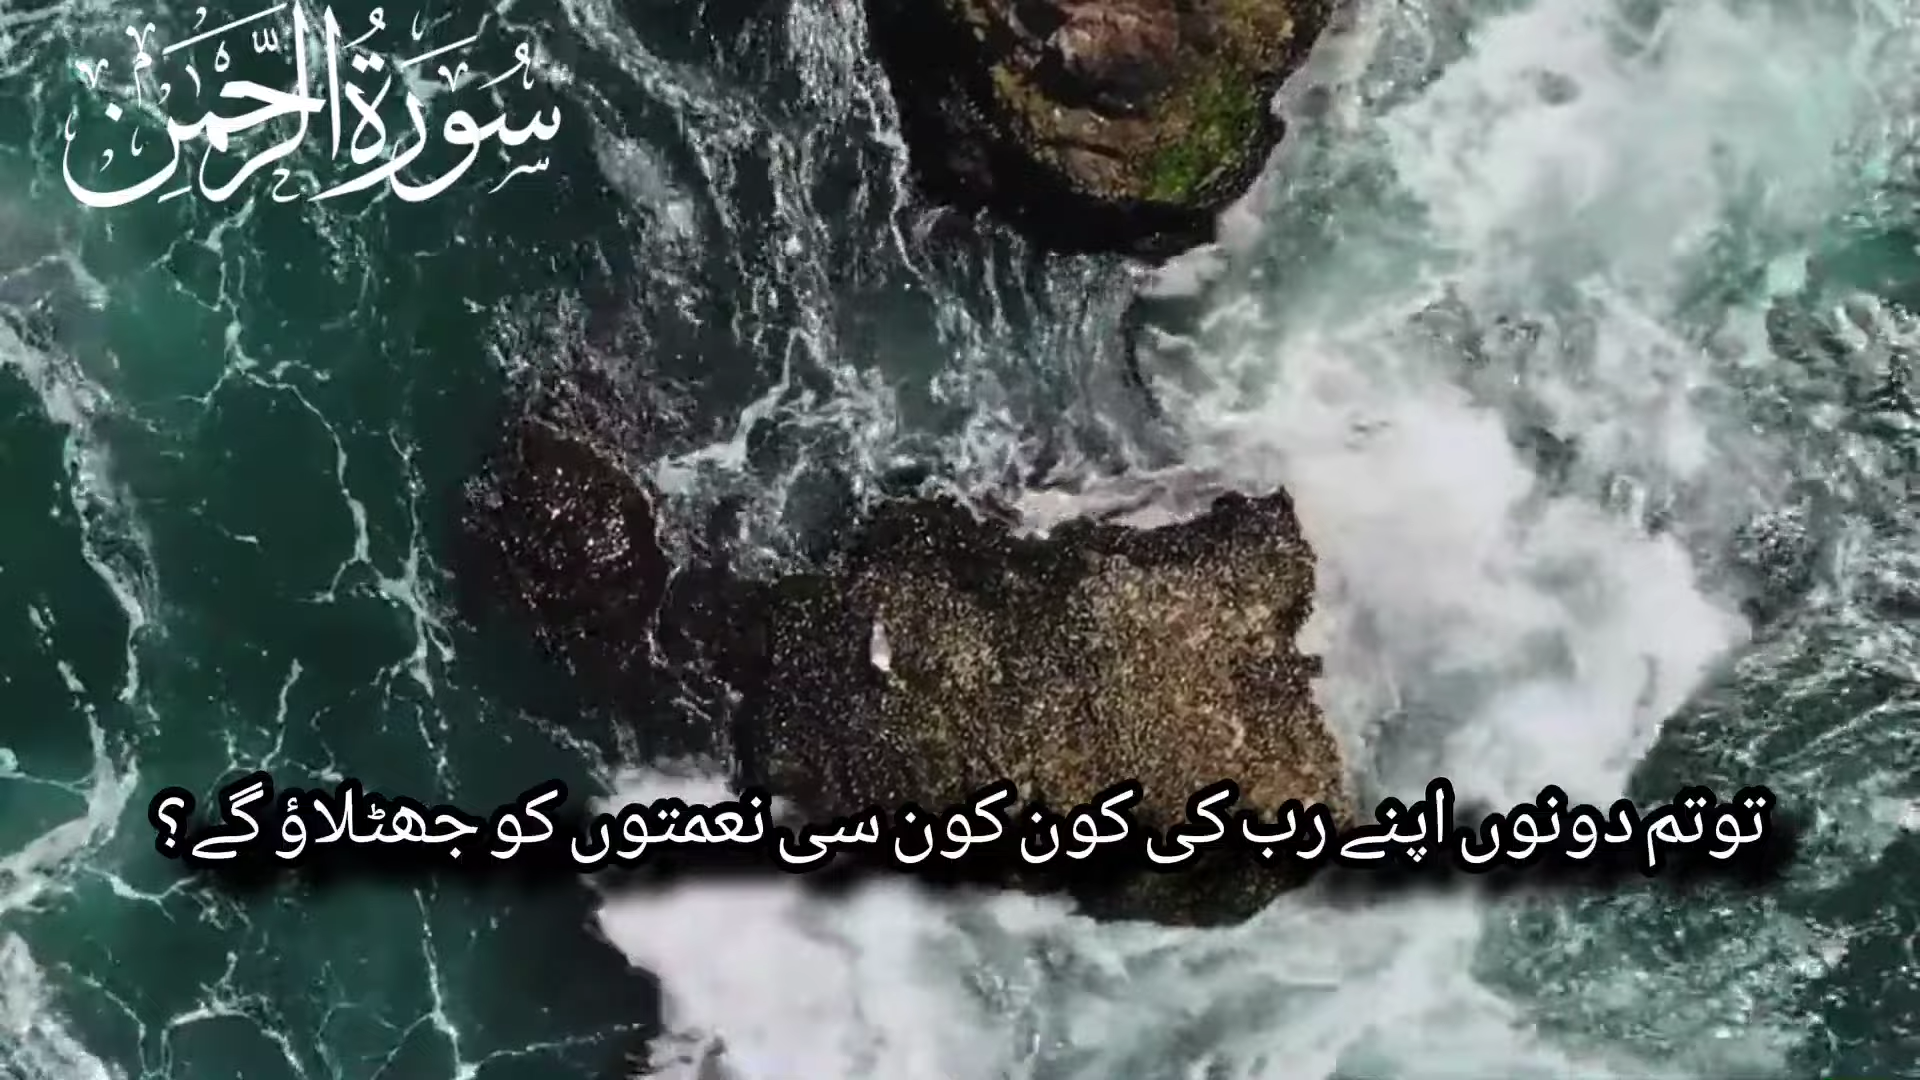 سُورَةُ الرَّحْمٰن
توتم دونوں اپنے رب کی کون کون سی نعمتوں کو جھٹلاؤ گے؟